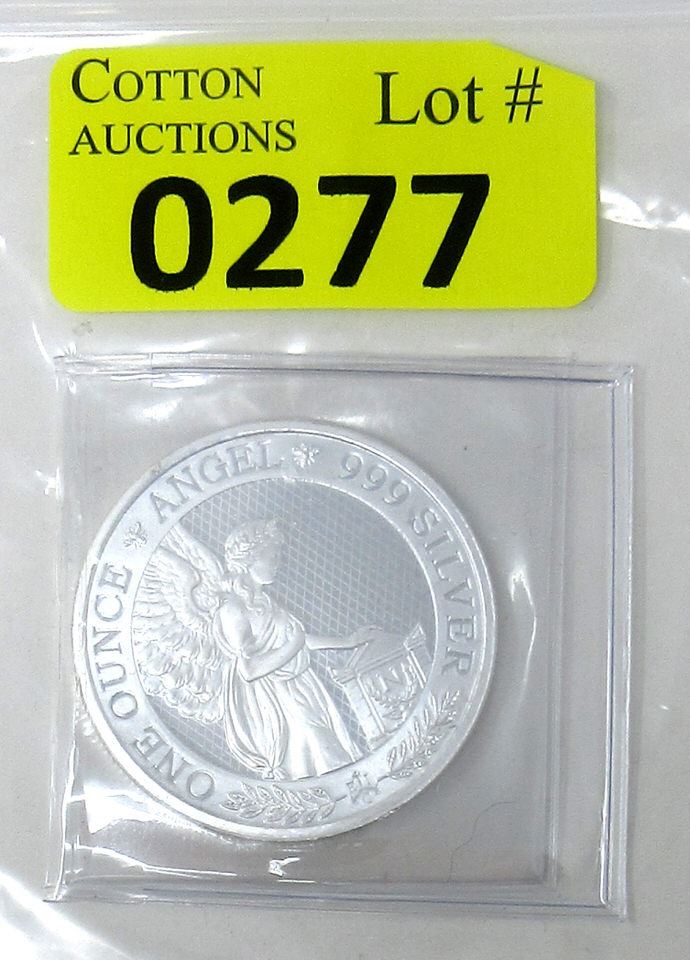 COTTON
AUCTIONS
Lot #
0277
ONE OUNCE ANGEL 999 SILVER
N